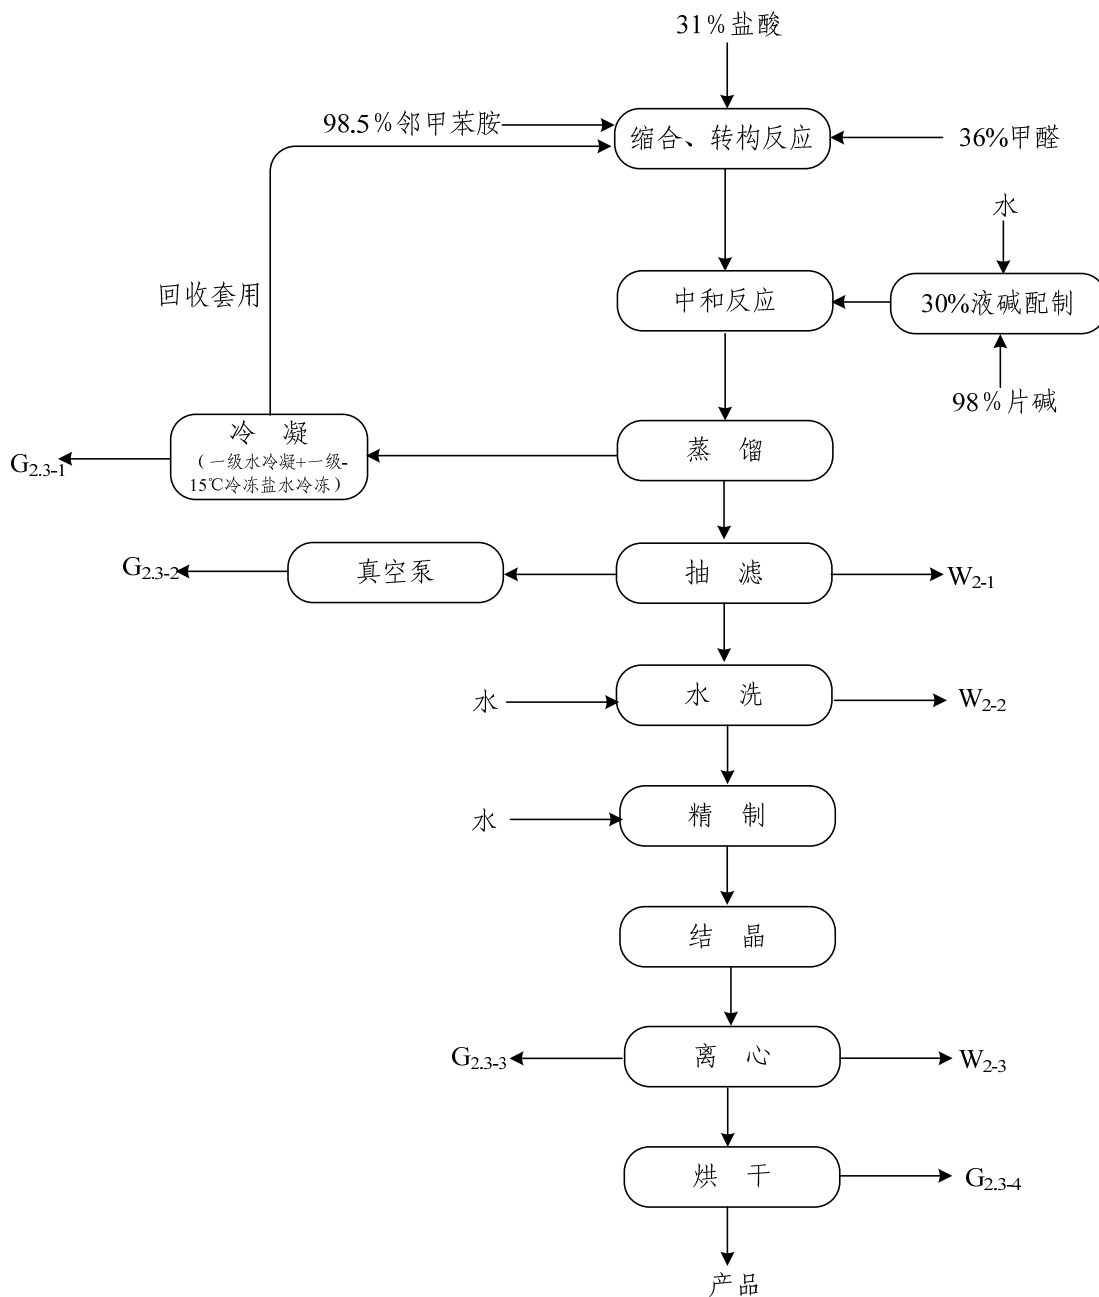 31%盐酸
98.5%邻甲苯胺
缩合、转构反应
36%甲醛
水
回收套用
中和反应
30%液碱配制
98%片碱
冷 凝
(一级水冷凝+一级-
15℃冷冻盐水冷冻)
G2.3-1
蒸 馏
G2.3-2
真空泵
抽 滤
W2-1
水
水 洗
W2-2
水
精 制
结 晶
G2.3-3
离 心
W2-3
烘 干
G2.3-4
产品